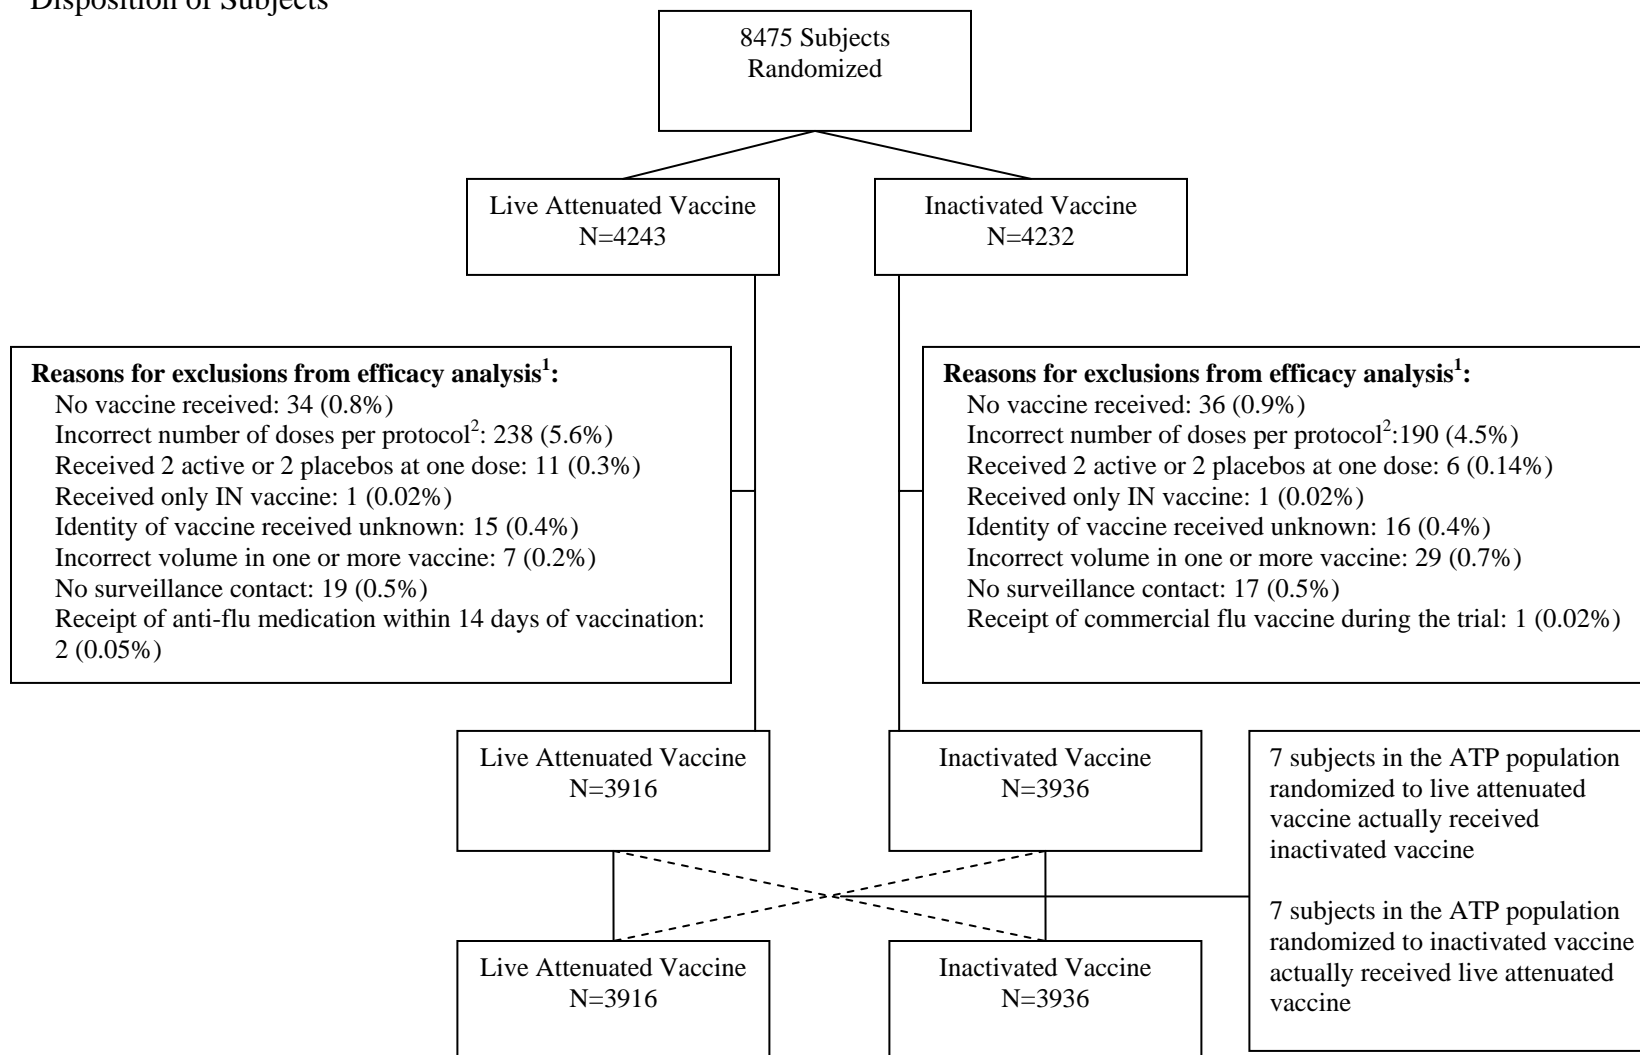 Disposition of Subjects
8475 Subjects
Randomized
Live Attenuated Vaccine
N=4243
Inactivated Vaccine
N=4232
Reasons for exclusions from efficacy analysis¹:
No vaccine received: 34 (0.8%)
Incorrect number of doses per protocol²: 238 (5.6%)
Received 2 active or 2 placebos at one dose: 11 (0.3%)
Received only IN vaccine: 1 (0.02%)
Identity of vaccine received unknown: 15 (0.4%)
Incorrect volume in one or more vaccine: 7 (0.2%)
No surveillance contact: 19 (0.5%)
Receipt of anti-flu medication within 14 days of vaccination:
2 (0.05%)
Reasons for exclusions from efficacy analysis¹:
No vaccine received: 36 (0.9%)
Incorrect number of doses per protocol²:190 (4.5%)
Received 2 active or 2 placebos at one dose: 6 (0.14%)
Received only IN vaccine: 1 (0.02%)
Identity of vaccine received unknown: 16 (0.4%)
Incorrect volume in one or more vaccine: 29 (0.7%)
No surveillance contact: 17 (0.5%)
Receipt of commercial flu vaccine during the trial: 1 (0.02%)
Live Attenuated Vaccine
N=3916
Inactivated Vaccine
N=3936
7 subjects in the ATP population
randomized to live attenuated
vaccine actually received
inactivated vaccine
7 subjects in the ATP population
randomized to inactivated vaccine
actually received live attenuated
vaccine
Live Attenuated Vaccine
N=3916
Inactivated Vaccine
N=3936